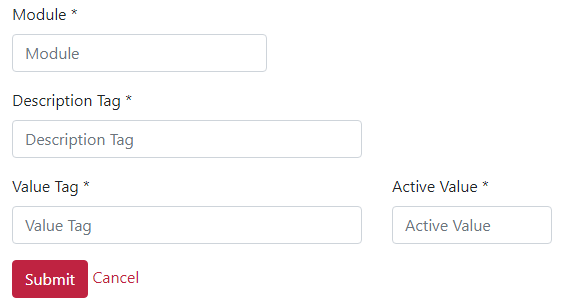 Module *
Module
Description Tag *
Description Tag
Value Tag * Active Value *
Value Tag Active Value
Submit Cancel